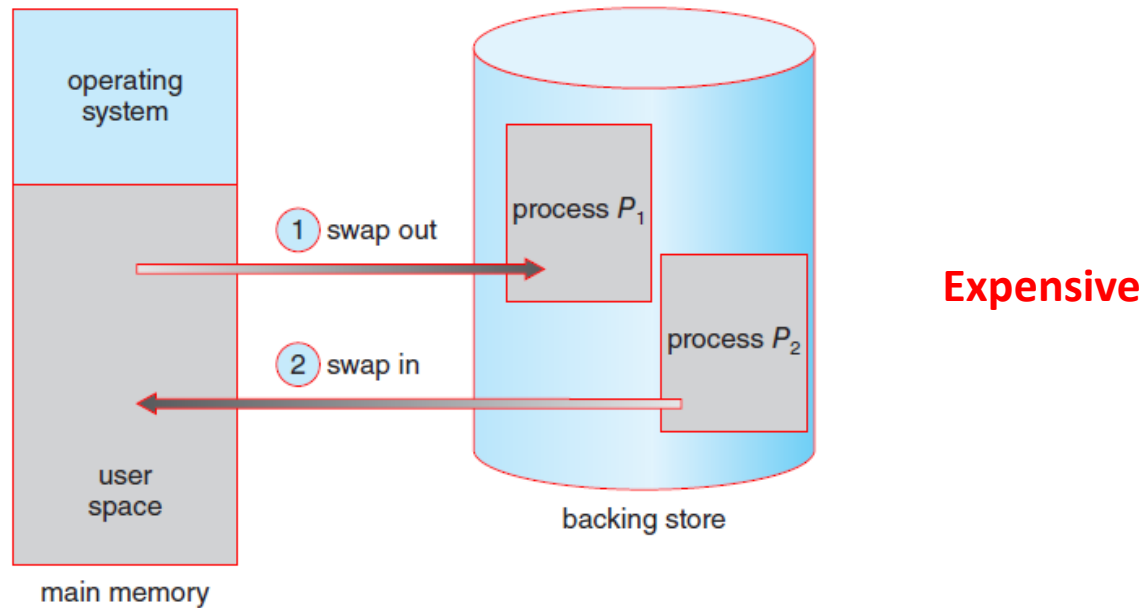 operating
system
1 swap out
process P1
Expensive
process P2
2 swap in
user
space
backing store
main memory